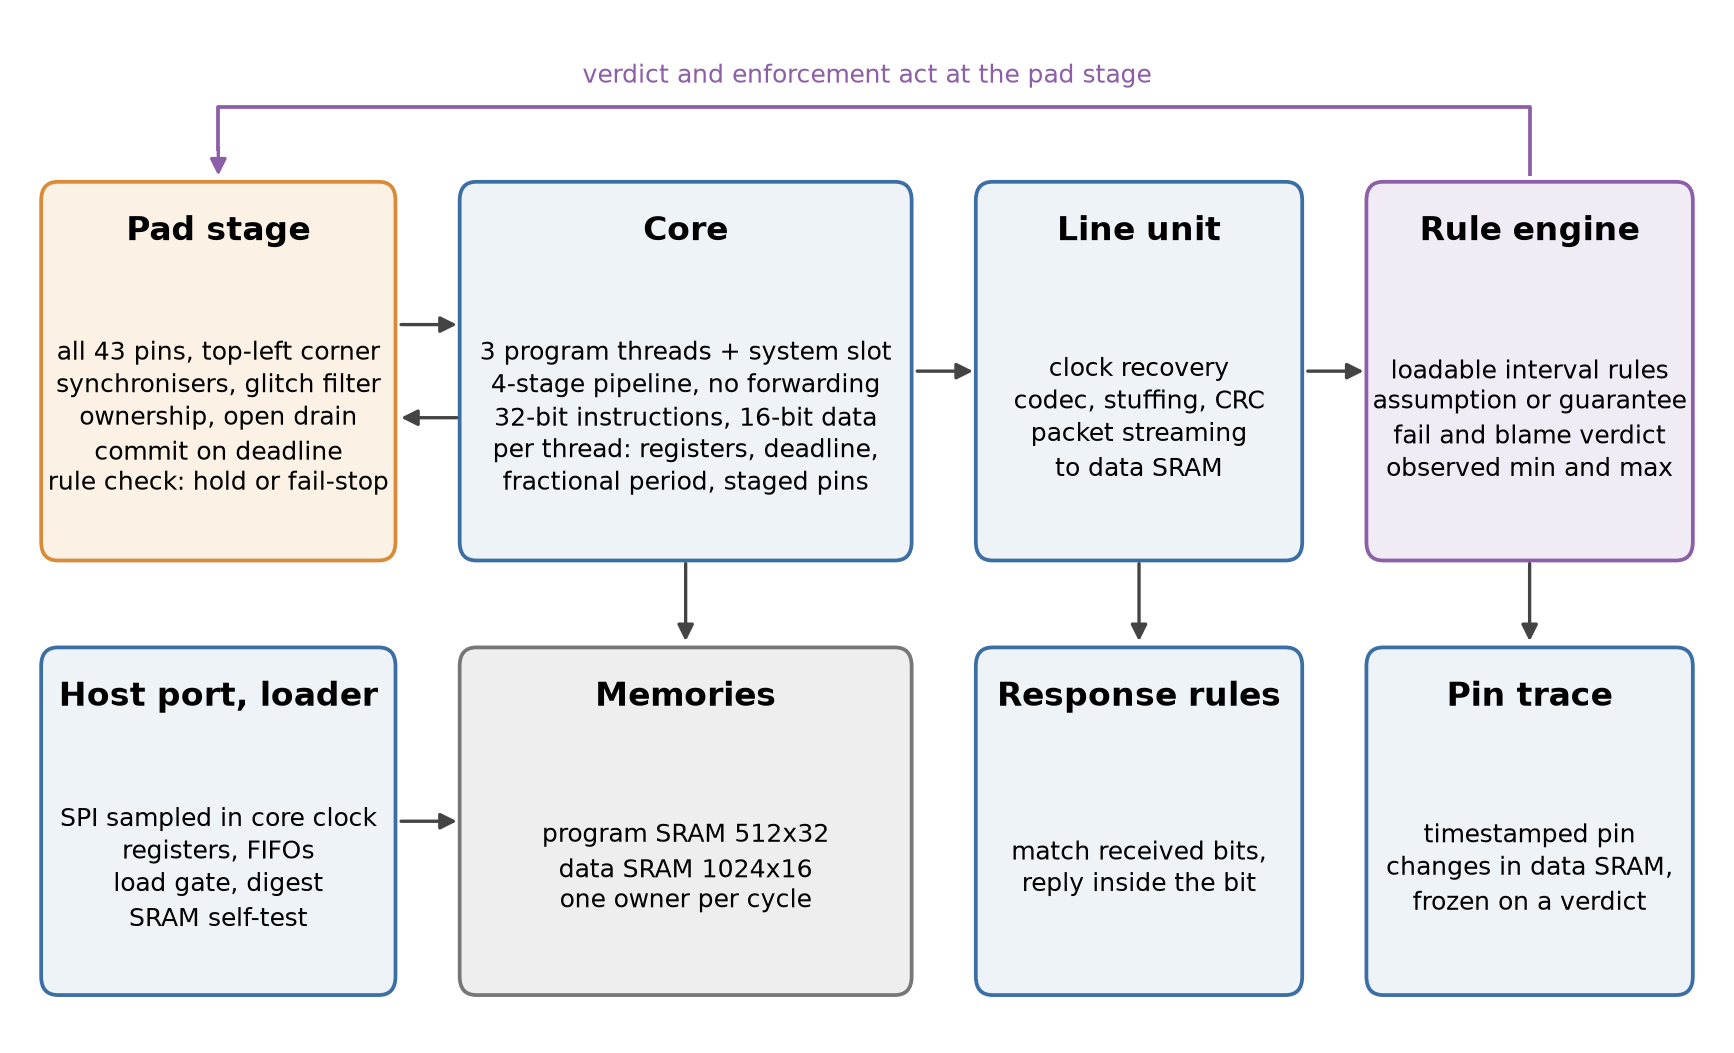 verdict and enforcement act at the pad stage
Pad stage
all 43 pins, top-left corner
synchronisers, glitch filter
ownership, open drain
commit on deadline
rule check: hold or fail-stop
Core
3 program threads + system slot
4-stage pipeline, no forwarding
32-bit instructions, 16-bit data
per thread: registers, deadline,
fractional period, staged pins
Line unit
clock recovery
codec, stuffing, CRC
packet streaming
to data SRAM
Rule engine
loadable interval rules
assumption or guarantee
fail and blame verdict
observed min and max
Host port, loader
SPI sampled in core clock
registers, FIFOs
load gate, digest
SRAM self-test
Memories
program SRAM 512x32
data SRAM 1024x16
one owner per cycle
Response rules
match received bits,
reply inside the bit
Pin trace
timestamped pin
changes in data SRAM,
frozen on a verdict